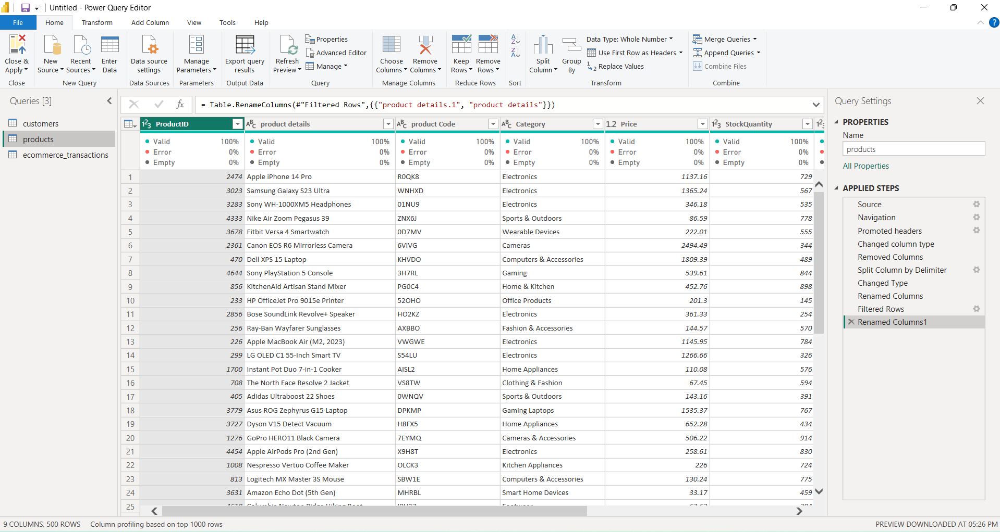 Untitled - Power Query Editor
File Home Transform Add Column View Tools Help
Close & Apply
New Source
Recent Sources
Enter Data
Data source settings
Manage Parameters
Export query results
Refresh Preview
Properties
Advanced Editor
Manage
Choose Columns
Remove Columns
Keep Rows
Remove Rows
Split Column
Group By
Data Type: Whole Number
Use First Row as Headers
Replace Values
Merge Queries
Append Queries
Combine Files
Close New Query Data Sources Parameters Output Data Query Manage Columns Reduce Rows Sort Transform Combine
Queries [3]
customers
products
ecommerce_transactions
fx = Table.RenameColumns(#"Filtered Rows",{{"product details.1", "product details"}})
ProductID product details product Code Category Price StockQuantity
Valid 100% Valid 100% Valid 100% Valid 100% Valid 100% Valid 100%
Error 0% Error 0% Error 0% Error 0% Error 0% Error 0%
Empty 0% Empty 0% Empty 0% Empty 0% Empty 0% Empty 0%
1 2474 Apple iPhone 14 Pro R0QK8 Electronics 1137.16 729
2 3023 Samsung Galaxy S23 Ultra WNHXD Electronics 1365.24 567
3 3283 Sony WH-1000XM5 Headphones 01NU9 Electronics 346.18 535
4 4333 Nike Air Zoom Pegasus 39 ZNX6J Sports & Outdoors 86.59 778
5 3678 Fitbit Versa 4 Smartwatch 0D7MV Wearable Devices 222.01 555
6 2361 Canon EOS R6 Mirrorless Camera 6VIVG Cameras 2494.49 344
7 470 Dell XPS 15 Laptop KHVDO Computers & Accessories 1809.39 489
8 4644 Sony PlayStation 5 Console 3H7RL Gaming 539.61 844
9 856 KitchenAid Artisan Stand Mixer PG0C4 Home & Kitchen 452.76 898
10 233 HP OfficeJet Pro 9015e Printer 52OHO Office Products 201.3 145
11 2856 Bose SoundLink Revolve+ Speaker HO2KZ Electronics 361.33 254
12 256 Ray-Ban Wayfarer Sunglasses AXBBO Fashion & Accessories 144.57 570
13 226 Apple MacBook Air (M2, 2023) VWGWE Electronics 1145.95 784
14 299 LG OLED C1 55-Inch Smart TV S54LU Electronics 1266.66 326
15 1700 Instant Pot Duo 7-in-1 Cooker AISL2 Home Appliances 110.08 576
16 708 The North Face Resolve 2 Jacket VS8TW Clothing & Fashion 67.45 594
17 405 Adidas Ultraboost 22 Shoes 0WNQV Sports & Outdoors 143.16 391
18 3779 Asus ROG Zephyrus G15 Laptop DPKMP Gaming Laptops 1535.37 767
19 3727 Dyson V15 Detect Vacuum H8FX5 Home Appliances 652.28 434
20 1276 GoPro HERO11 Black Camera 7EYMQ Cameras & Accessories 506.22 914
21 4454 Apple AirPods Pro (2nd Gen) X9H8T Electronics 258.61 830
22 1008 Nespresso Vertuo Coffee Maker OLCK3 Kitchen Appliances 226 724
23 813 Logitech MX Master 3S Mouse SBW1E Computers & Accessories 130.24 775
24 3631 Amazon Echo Dot (5th Gen) MHRBL Smart Home Devices 33.17 459
25
Query Settings
PROPERTIES
Name
products
All Properties
APPLIED STEPS
Source
Navigation
Promoted headers
Changed column type
Removed Columns
Split Column by Delimiter
Changed Type
Renamed Columns
Filtered Rows
Renamed Columns1
9 COLUMNS, 500 ROWS Column profiling based on top 1000 rows PREVIEW DOWNLOADED AT 05:26 PM